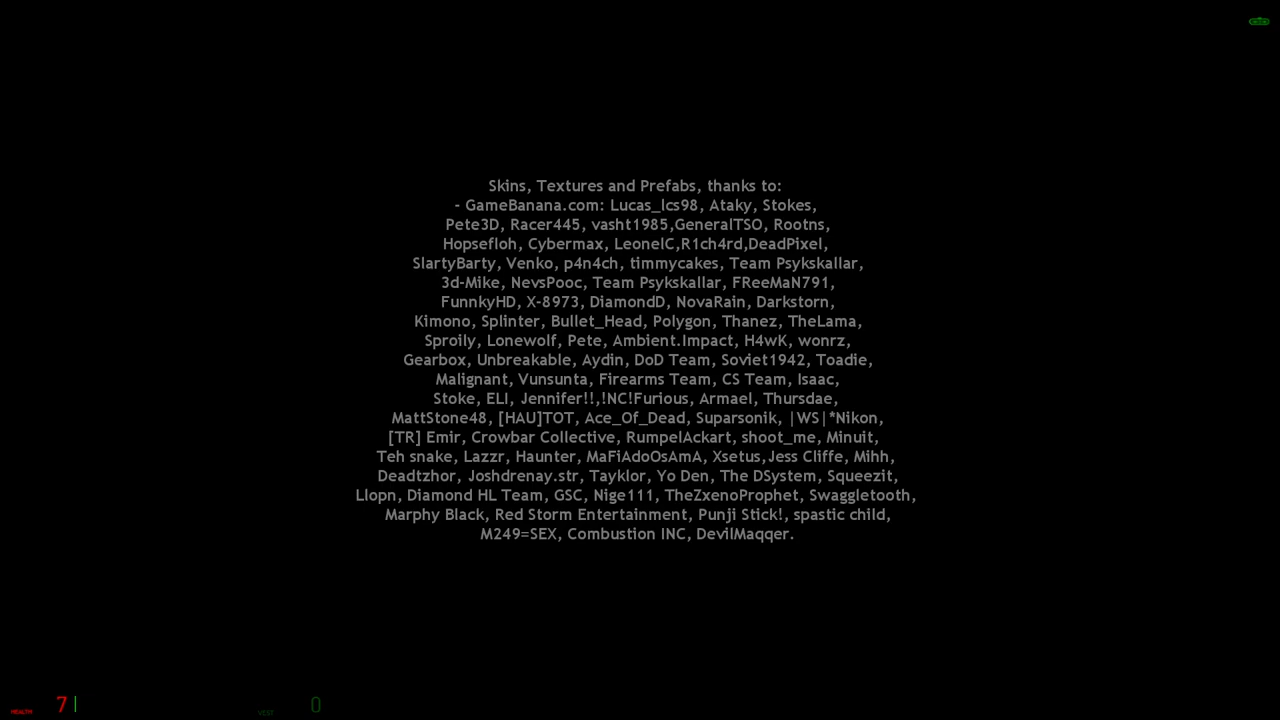 Skins, Textures and Prefabs, thanks to:
- GameBanana.com: Lucas_lcs98, Ataky, Stokes,
Pete3D, Racer445, vasht1985,GeneralTSO, Rootns,
Hopsefloh, Cybermax, LeonelC,R1ch4rd,DeadPixel,
SlartyBarty, Venko, p4n4ch, timmycakes, Team Psykskallar,
3d-Mike, NevsPooc, Team Psykskallar, FReeMaN791,
FunnkyHD, X-8973, DiamondD, NovaRain, Darkstorn,
Kimono, Splinter, Bullet_Head, Polygon, Thanez, TheLama,
Sproily, Lonewolf, Pete, Ambient.Impact, H4wK, wonrz,
Gearbox, Unbreakable, Aydin, DoD Team, Soviet1942, Toadie,
Malignant, Vunsunta, Firearms Team, CS Team, Isaac,
Stoke, ELI, Jennifer!!,!NC!Furious, Armael, Thursdae,
MattStone48, [HAU]TOT, Ace_Of_Dead, Suparsonik, |WS|*Nikon,
[TR] Emir, Crowbar Collective, RumpelAckart, shoot_me, Minuit,
Teh snake, Lazzr, Haunter, MaFiAdoOsAmA, Xsetus,Jess Cliffe, Mihh,
Deadtzhor, Joshdrenay.str, Tayklor, Yo Den, The DSystem, Squeezit,
Llopn, Diamond HL Team, GSC, Nige111, TheZxenoProphet, Swaggletooth,
Marphy Black, Red Storm Entertainment, Punji Stick!, spastic child,
M249=SEX, Combustion INC, DevilMaqqer.
HEALTH 7 VEST 0